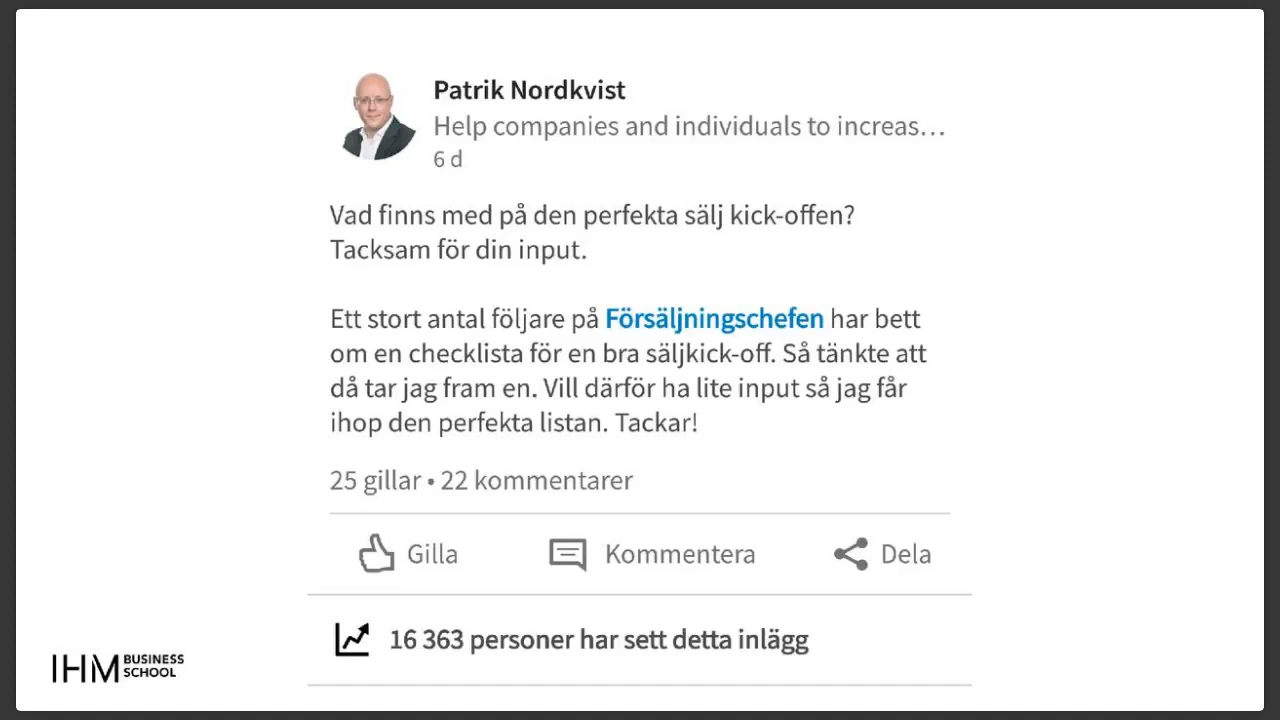 Patrik Nordkvist
Help companies and individuals to increas…
6 d
Vad finns med på den perfekta sälj kick-offen?
Tacksam för din input.
Ett stort antal följare på Försäljningschefen har bett
om en checklista för en bra säljkick-off. Så tänkte att
då tar jag fram en. Vill därför ha lite input så jag får
ihop den perfekta listan. Tackar!
25 gillar • 22 kommentarer
Gilla Kommentera Dela
16 363 personer har sett detta inlägg
IHM BUSINESS
SCHOOL